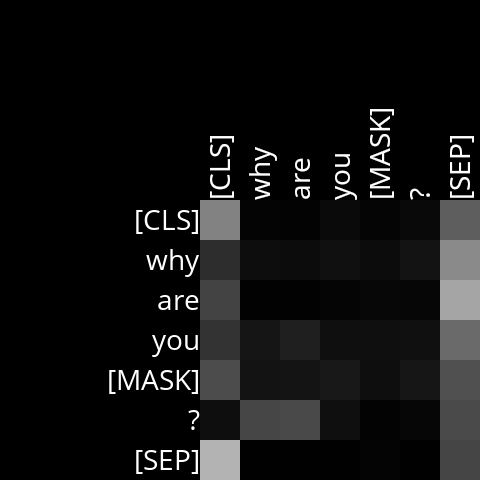 [CLS] why are you [MASK] ? [SEP]
[CLS]
why
are
you
[MASK]
?
[SEP]